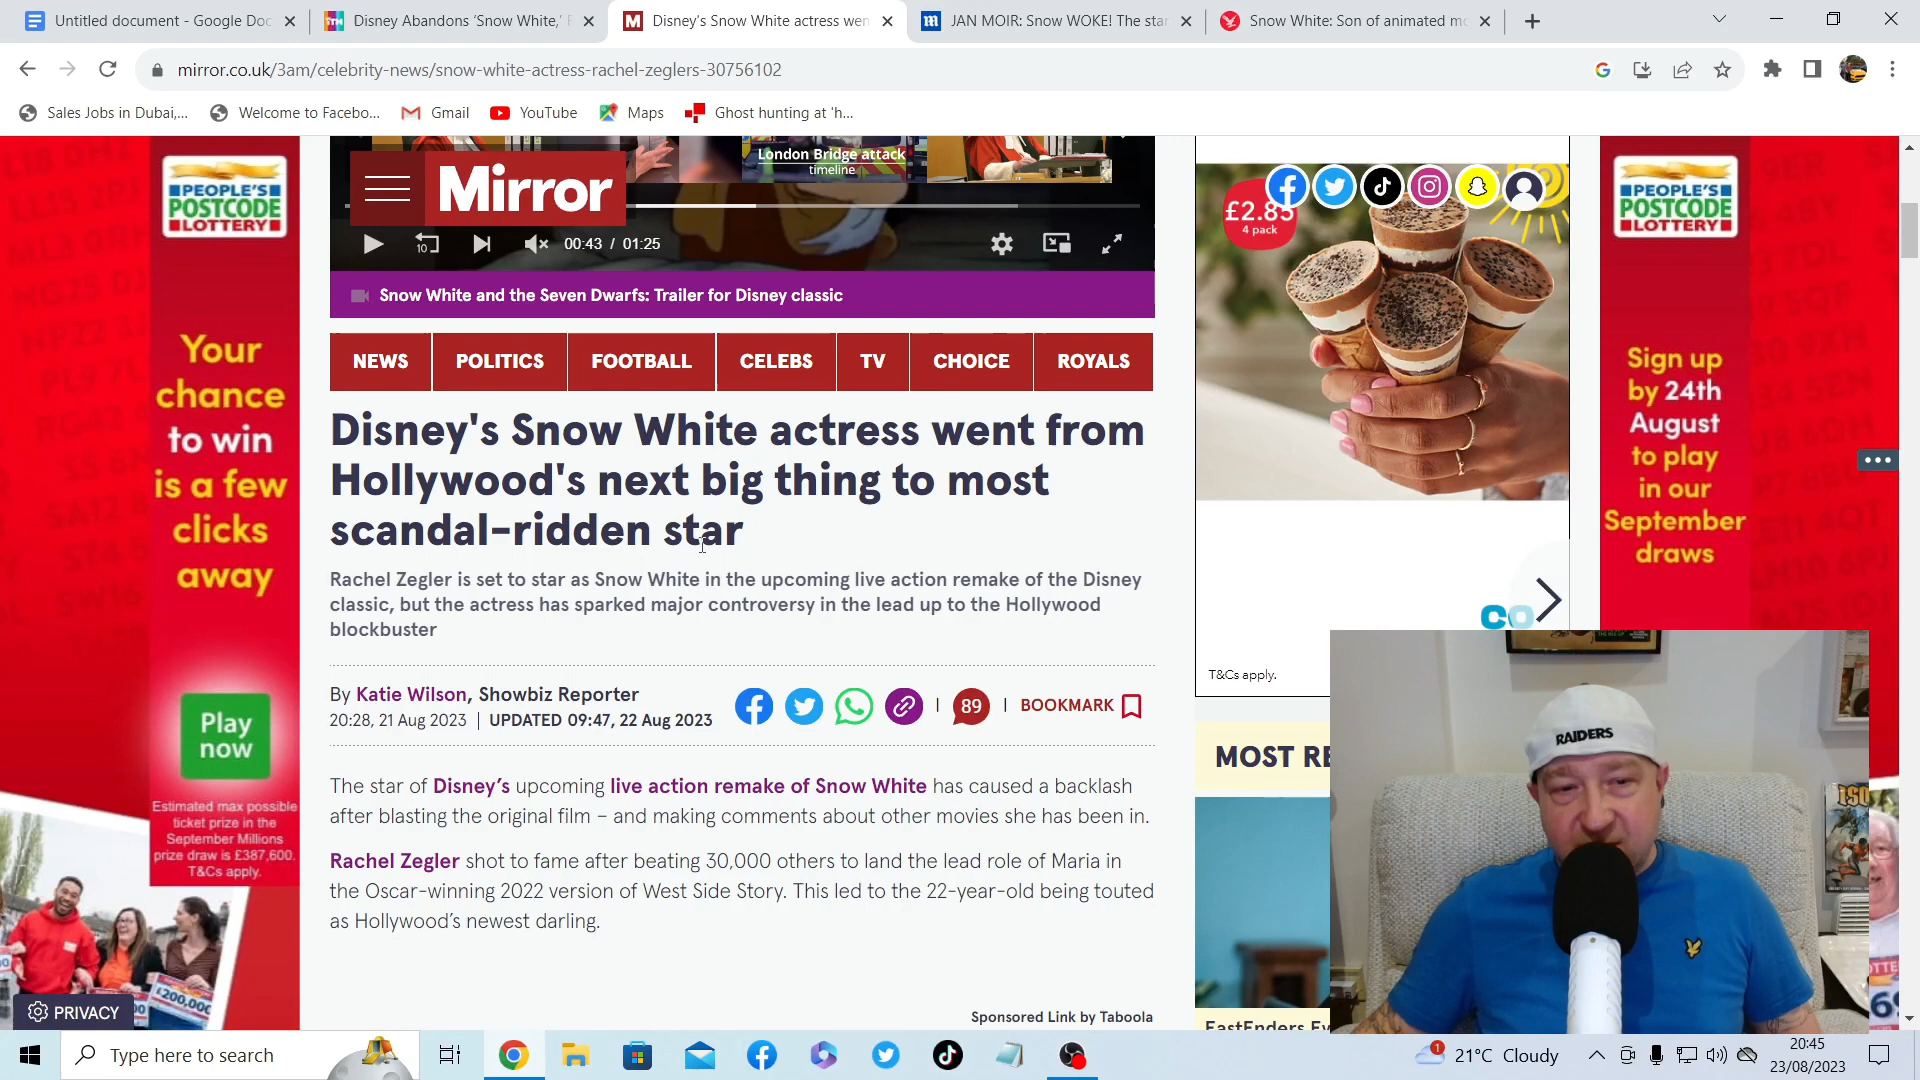 Untitled document - Google Doc
Disney Abandons 'Snow White,'
Disney's Snow White actress wen
JAN MOIR: Snow WOKE! The star
Snow White: Son of animated mo
mirror.co.uk/3am/celebrity-news/snow-white-actress-rachel-zeglers-30756102
Sales Jobs in Dubai,...
Welcome to Facebo...
Gmail
YouTube
Maps
Ghost hunting at 'h...
London Bridge attack
timeline
Mirror
10
00:43 / 01:25
Snow White and the Seven Dwarfs: Trailer for Disney classic
NEWS
POLITICS
FOOTBALL
CELEBS
TV
CHOICE
ROYALS
Disney's Snow White actress went from
Hollywood's next big thing to most
scandal-ridden star
Rachel Zegler is set to star as Snow White in the upcoming live action remake of the Disney
classic, but the actress has sparked major controversy in the lead up to the Hollywood
blockbuster
By Katie Wilson, Showbiz Reporter
20:28, 21 Aug 2023 | UPDATED 09:47, 22 Aug 2023
89
BOOKMARK
The star of Disney's upcoming live action remake of Snow White has caused a backlash
after blasting the original film – and making comments about other movies she has been in.
Rachel Zegler shot to fame after beating 30,000 others to land the lead role of Maria in
the Oscar-winning 2022 version of West Side Story. This led to the 22-year-old being touted
as Hollywood's newest darling.
Sponsored Link by Taboola
PEOPLE'S
POSTCODE
LOTTERY
Your
chance
to win
is a few
clicks
away
Play
now
Estimated max possible
ticket prize in the
September Millions
prize draw is £387,600.
T&Cs apply.
£200,000
PRIVACY
£2.85
4 pack
co
T&Cs apply.
MOST RE
EastEnders Ev
PEOPLE'S
POSTCODE
LOTTERY
Sign up
by 24th
August
to play
in our
September
draws
RAIDERS
Type here to search
1
21°C Cloudy
20:45
23/08/2023